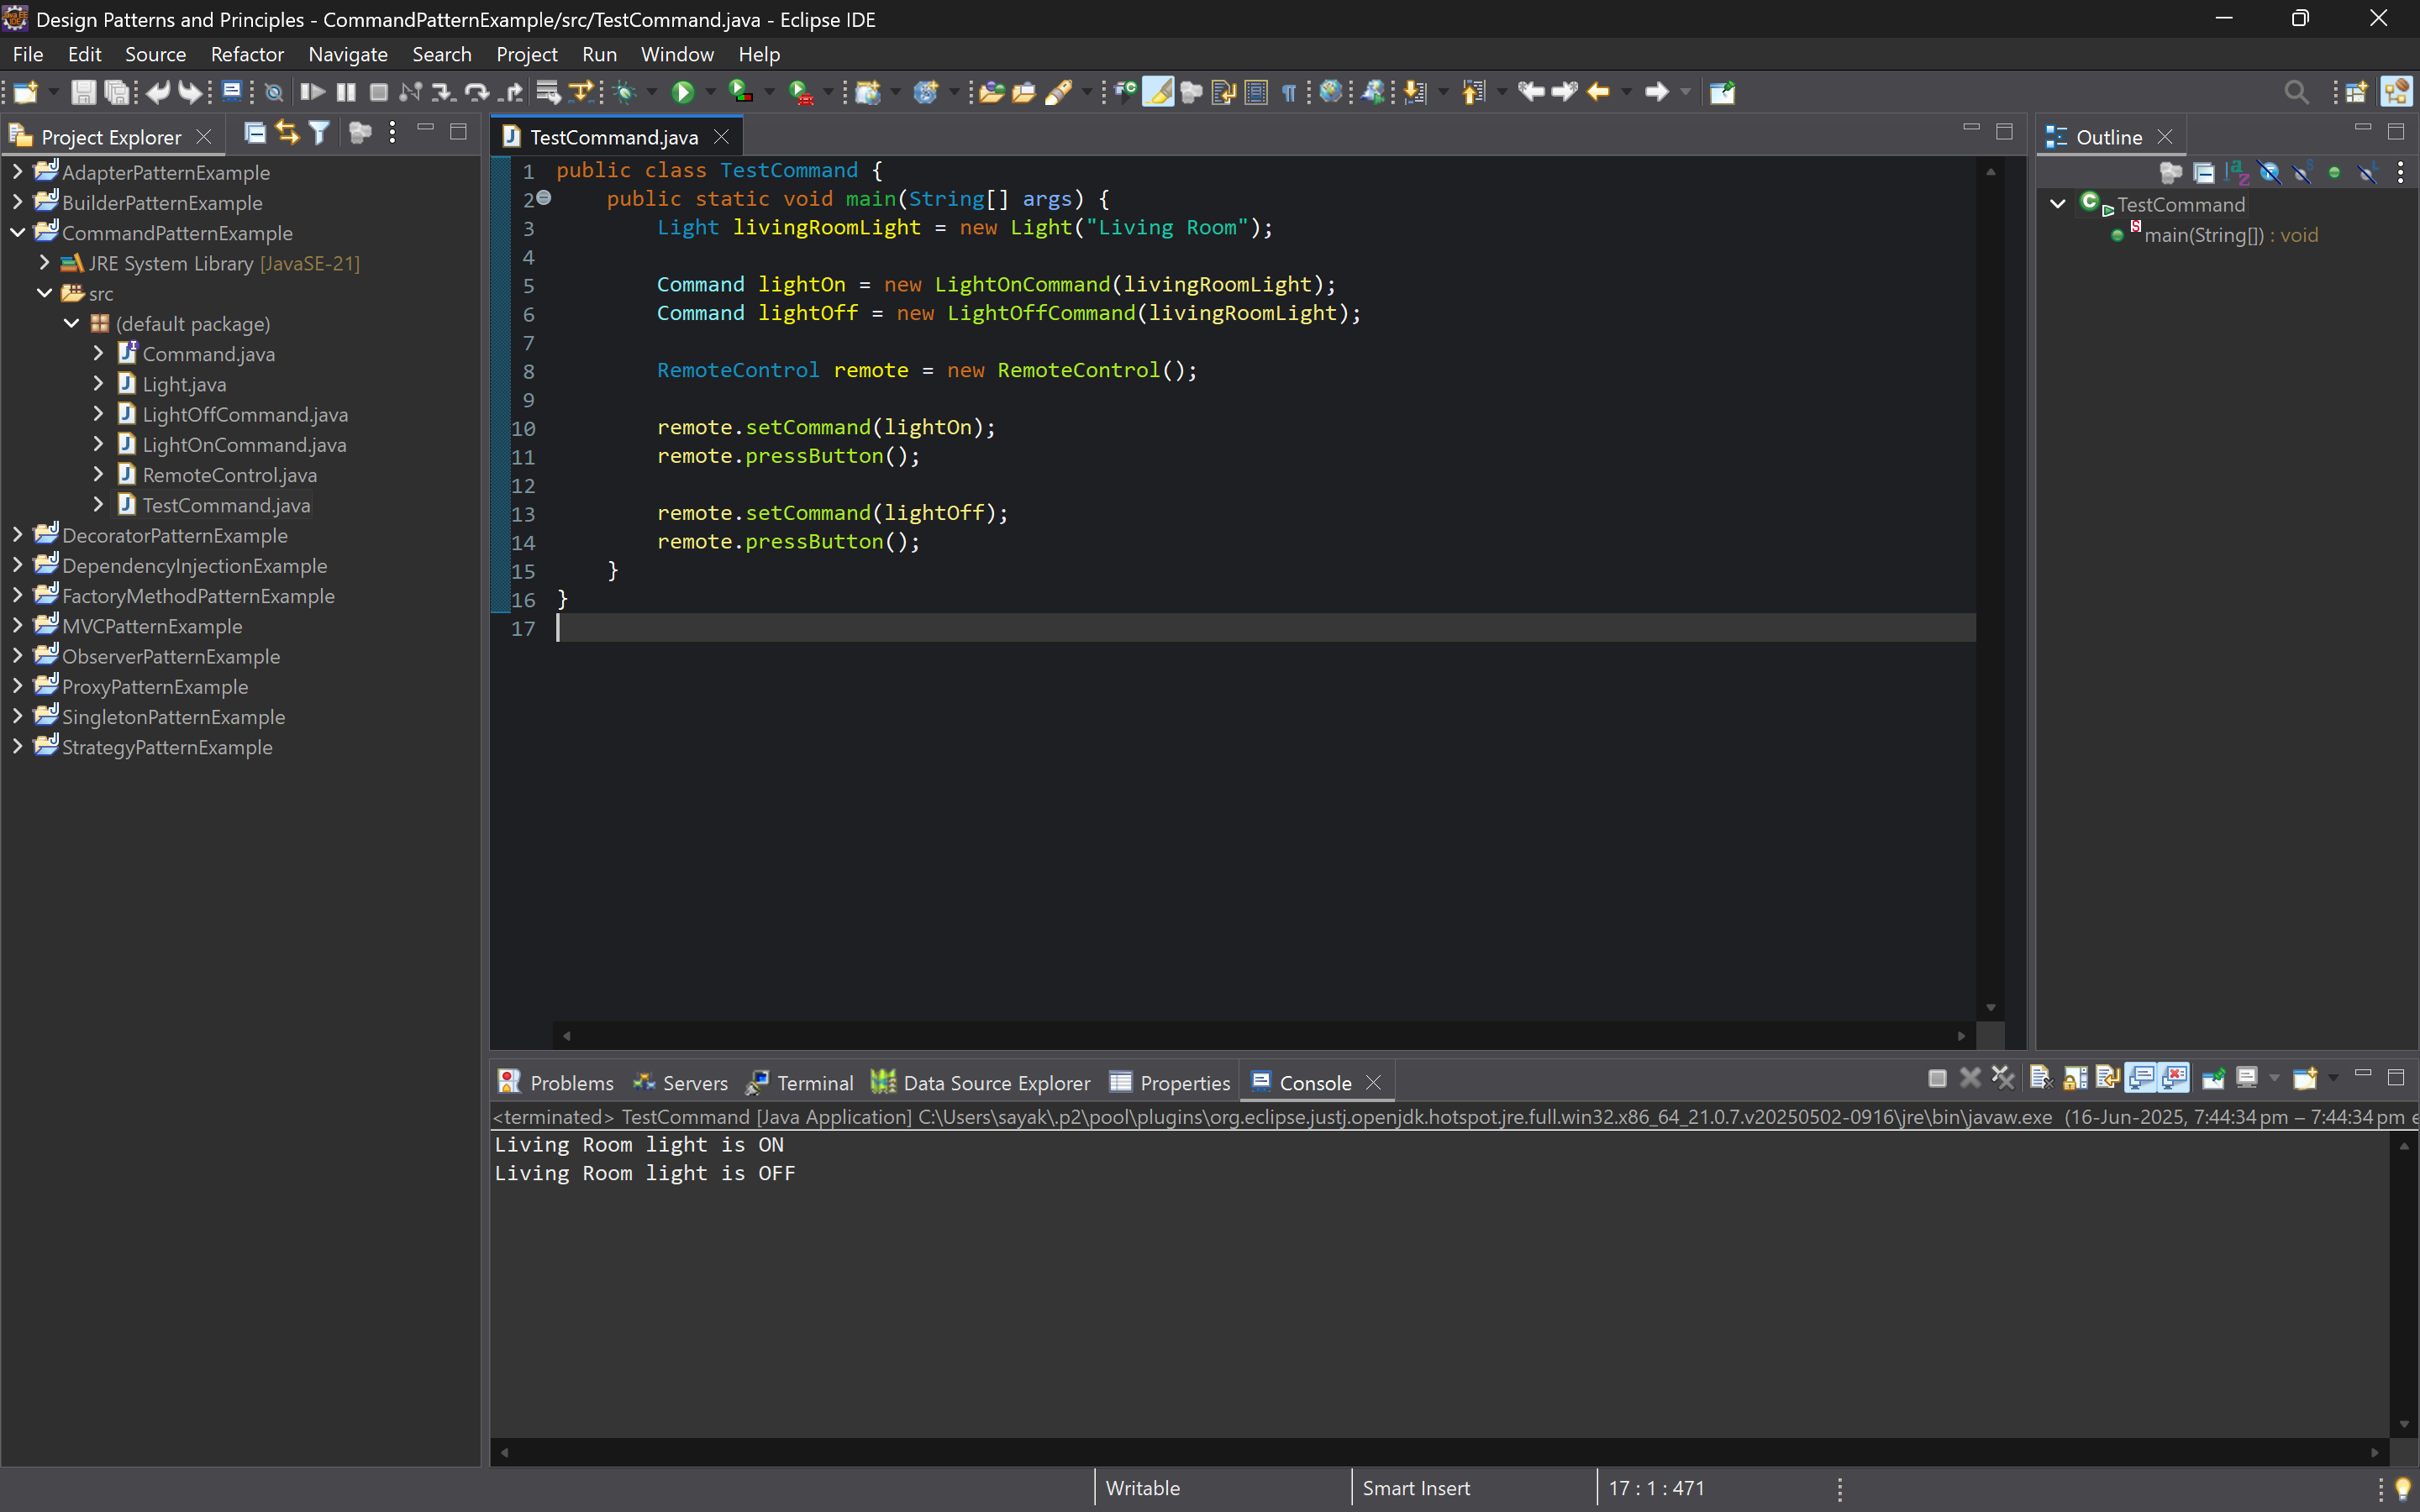 Design Patterns and Principles - CommandPatternExample/src/TestCommand.java - Eclipse IDE
File Edit Source Refactor Navigate Search Project Run Window Help
Project Explorer
AdapterPatternExample
BuilderPatternExample
CommandPatternExample
JRE System Library [JavaSE-21]
src
(default package)
Command.java
Light.java
LightOffCommand.java
LightOnCommand.java
RemoteControl.java
TestCommand.java
DecoratorPatternExample
DependencyInjectionExample
FactoryMethodPatternExample
MVCPatternExample
ObserverPatternExample
ProxyPatternExample
SingletonPatternExample
StrategyPatternExample
TestCommand.java
1 public class TestCommand {
2     public static void main(String[] args) {
3         Light livingRoomLight = new Light("Living Room");
4
5         Command lightOn = new LightOnCommand(livingRoomLight);
6         Command lightOff = new LightOffCommand(livingRoomLight);
7
8         RemoteControl remote = new RemoteControl();
9
10         remote.setCommand(lightOn);
11         remote.pressButton();
12
13         remote.setCommand(lightOff);
14         remote.pressButton();
15     }
16 }
17
Outline
TestCommand
main(String[]) : void
Problems Servers Terminal Data Source Explorer Properties Console
<terminated> TestCommand [Java Application] C:\Users\sayak\.p2\pool\plugins\org.eclipse.justj.openjdk.hotspot.jre.full.win32.x86_64_21.0.7.v20250502-0916\jre\bin\javaw.exe (16-Jun-2025, 7:44:34 pm – 7:44:34 pm e
Living Room light is ON
Living Room light is OFF
Writable Smart Insert 17 : 1 : 471